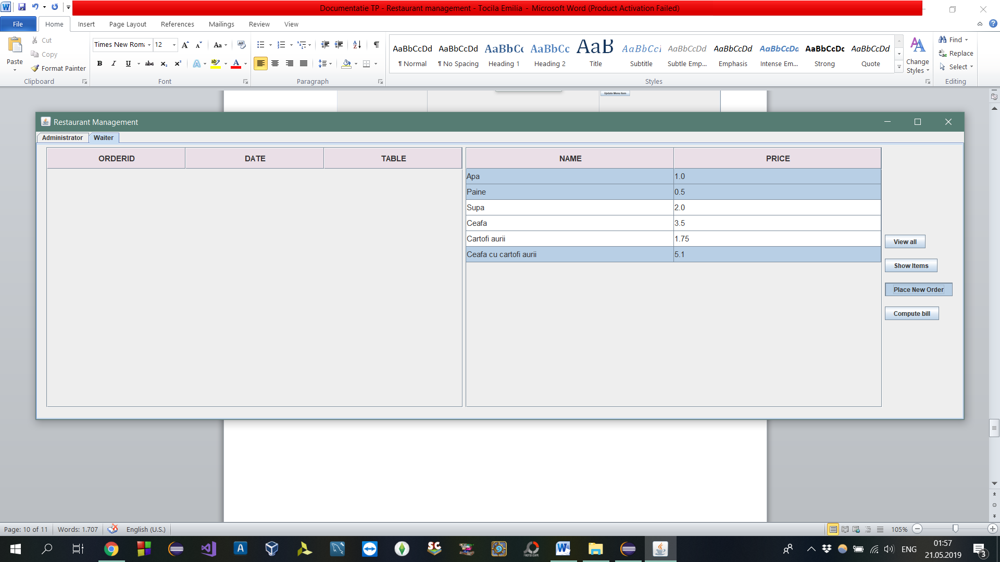 Documentatie TP - Restaurant management - Tocila Emilia - Microsoft Word (Product Activation Failed)
File Home Insert Page Layout References Mailings Review View
Paste
Cut
Copy
Format Painter
Clipboard
Times New Rom 12
Font
Paragraph
AaBbCcDd AaBbCcDd AaBbCc AaBbCc AaB AaBbCcl AaBbCcDd AaBbCcDd AaBbCcDc AaBbCcDc AaBbCcDd
¶ Normal ¶ No Spacing Heading 1 Heading 2 Title Subtitle Subtle Emp... Emphasis Intense Em... Strong Quote
Change Styles
Styles
Find
Replace
Select
Editing
Update Menu Item
Restaurant Management
Administrator Waiter
ORDERID DATE TABLE
NAME PRICE
Apa 1.0
Paine 0.5
Supa 2.0
Ceafa 3.5
Cartofi aurii 1.75
Ceafa cu cartofi aurii 5.1
View all
Show Items
Place New Order
Compute bill
Page: 10 of 11 Words: 1.707 English (U.S.) 105%
ENG
01:57
21.05.2019
3